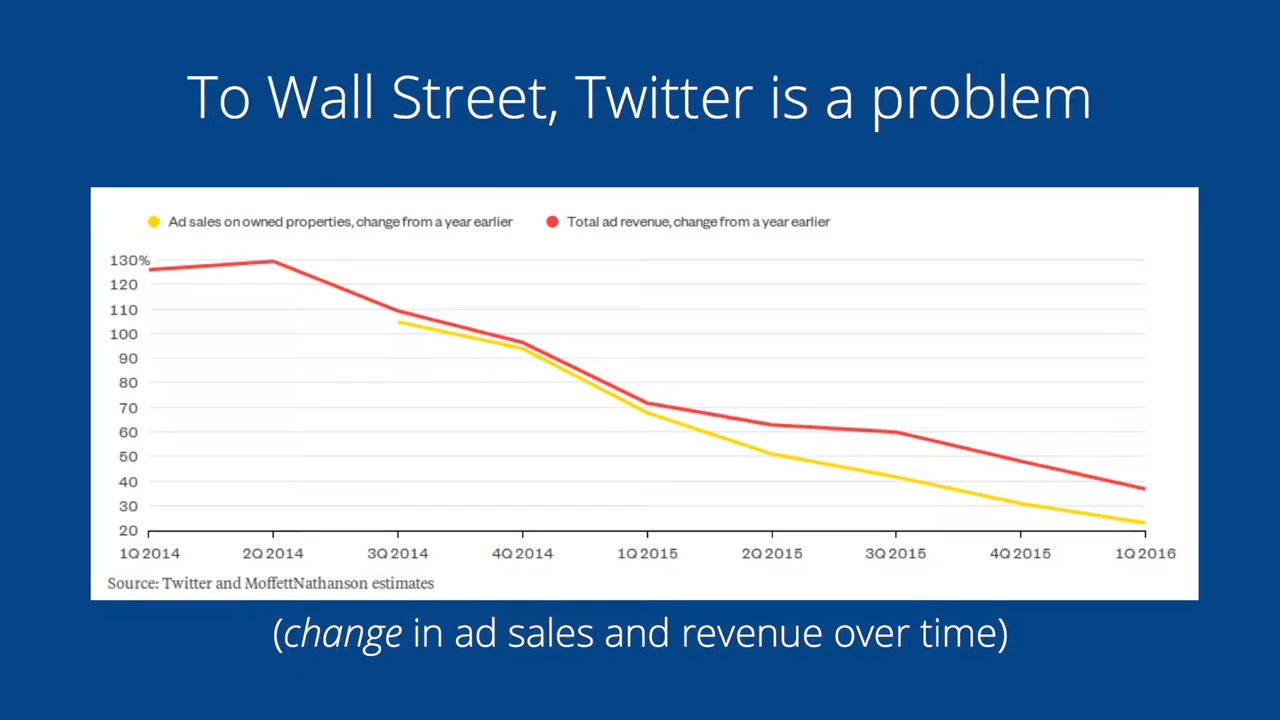 To Wall Street, Twitter is a problem
Ad sales on owned properties, change from a year earlier
Total ad revenue, change from a year earlier
130%
120
110
100
90
80
70
60
50
40
30
20
1Q 2014
2Q 2014
3Q 2014
4Q 2014
1Q 2015
2Q 2015
3Q 2015
4Q 2015
1Q 2016
Source: Twitter and MoffettNathanson estimates
(change in ad sales and revenue over time)